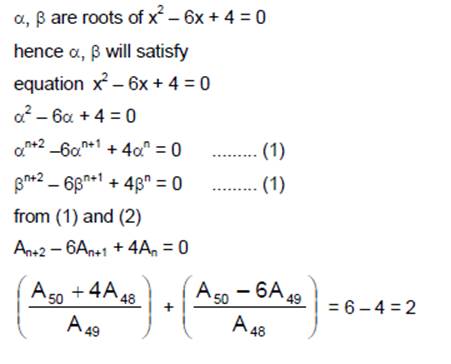 α, β are roots of x² – 6x + 4 = 0
hence α, β will satisfy
equation x² – 6x + 4 = 0
α² – 6α + 4 = 0
αⁿ⁺² –6αⁿ⁺¹ + 4αⁿ = 0 ......... (1)
βⁿ⁺² – 6βⁿ⁺¹ + 4βⁿ = 0 ......... (1)
from (1) and (2)
Aₙ₊₂ – 6Aₙ₊₁ + 4Aₙ = 0
((A₅₀ + 4A₄₈) / A₄₉) + ((A₅₀ – 6A₄₉) / A₄₈) = 6 – 4 = 2